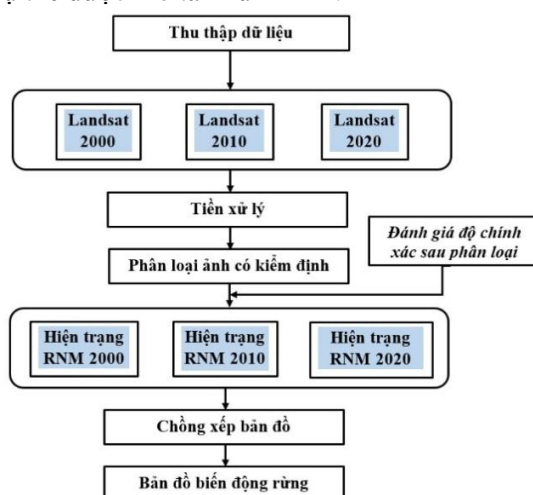 Thu thập dữ liệu
Landsat
2000
Landsat
2010
Landsat
2020
Tiền xử lý
Đánh giá độ chính
xác sau phân loại
Phân loại ảnh có kiểm định
Hiện trạng
RNM 2000
Hiện trạng
RNM 2010
Hiện trạng
RNM 2020
Chồng xếp bản đồ
Bản đồ biến động rừng